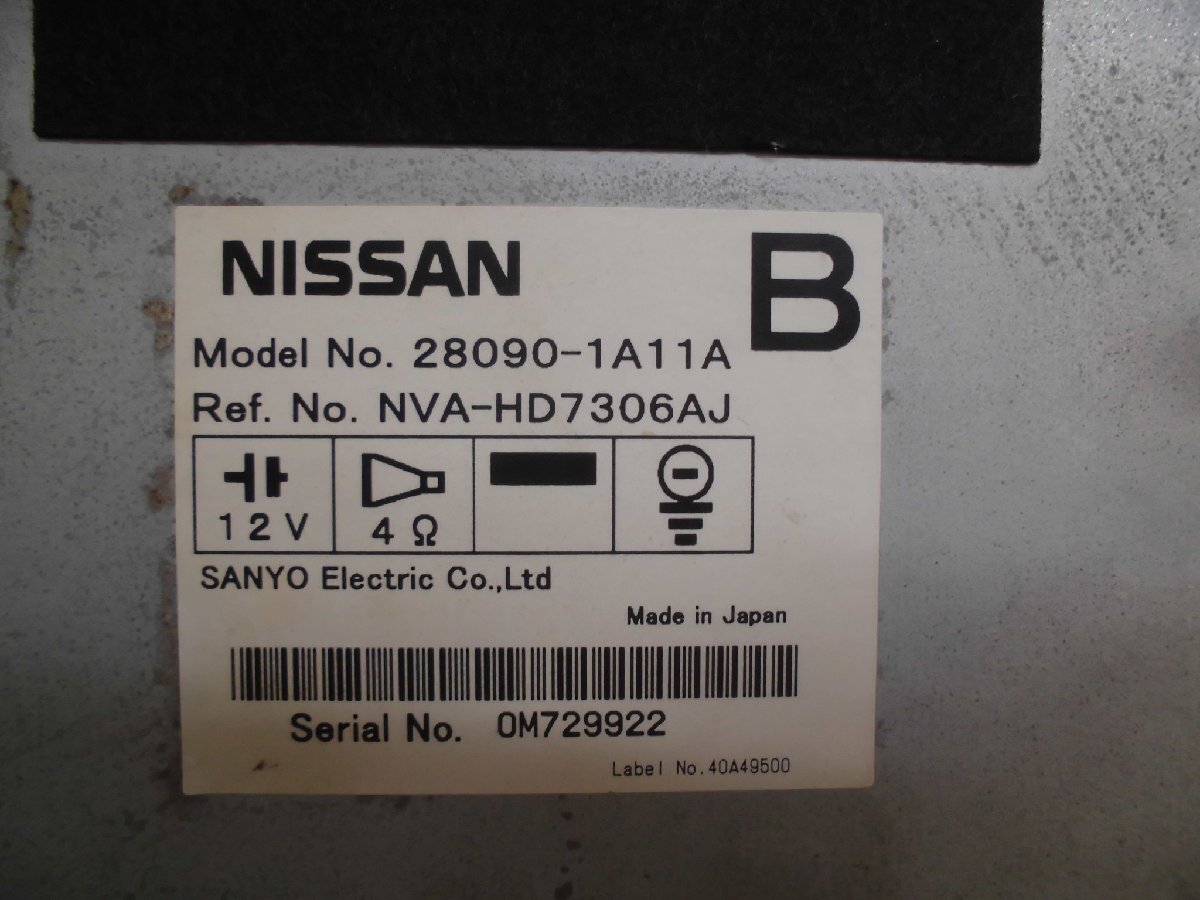 NISSAN
B
Model No. 28090-1A11A
Ref. No. NVA-HD7306AJ
12V 4Ω
SANYO Electric Co.,Ltd
Made in Japan
Serial No. 0M729922
Label No.40A49500